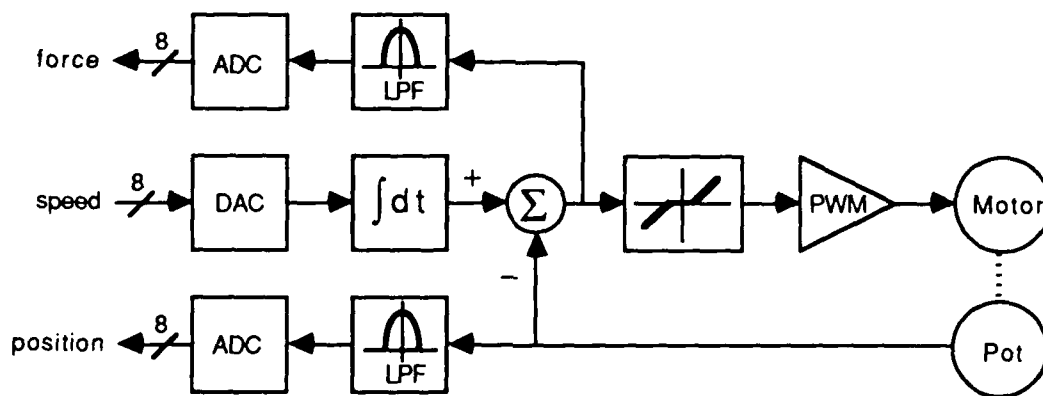 force
8
ADC
LPF
speed
8
DAC
∫dt
+
Σ
−
PWM
Motor
position
8
ADC
LPF
Pot